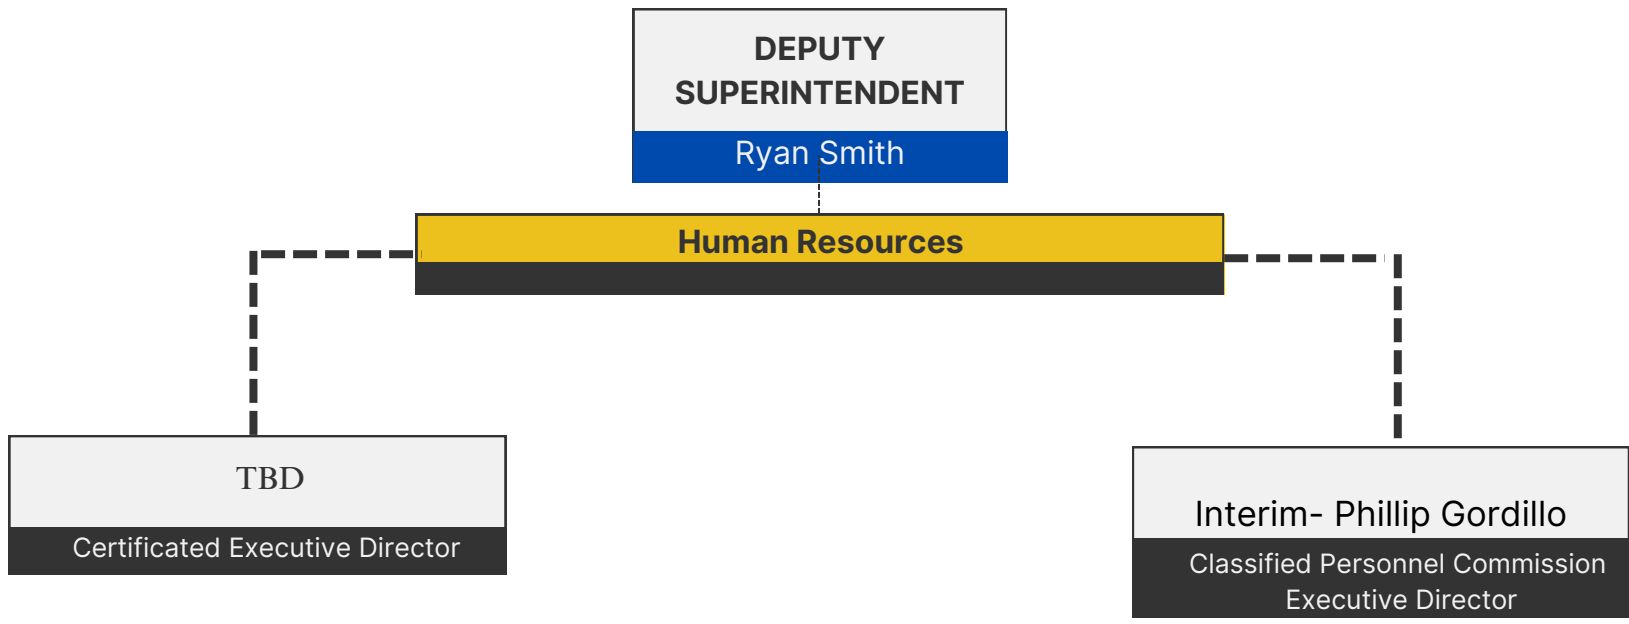 DEPUTY
SUPERINTENDENT
Ryan Smith
Human Resources
TBD
Certificated Executive Director
Interim- Phillip Gordillo
Classified Personnel Commission
Executive Director